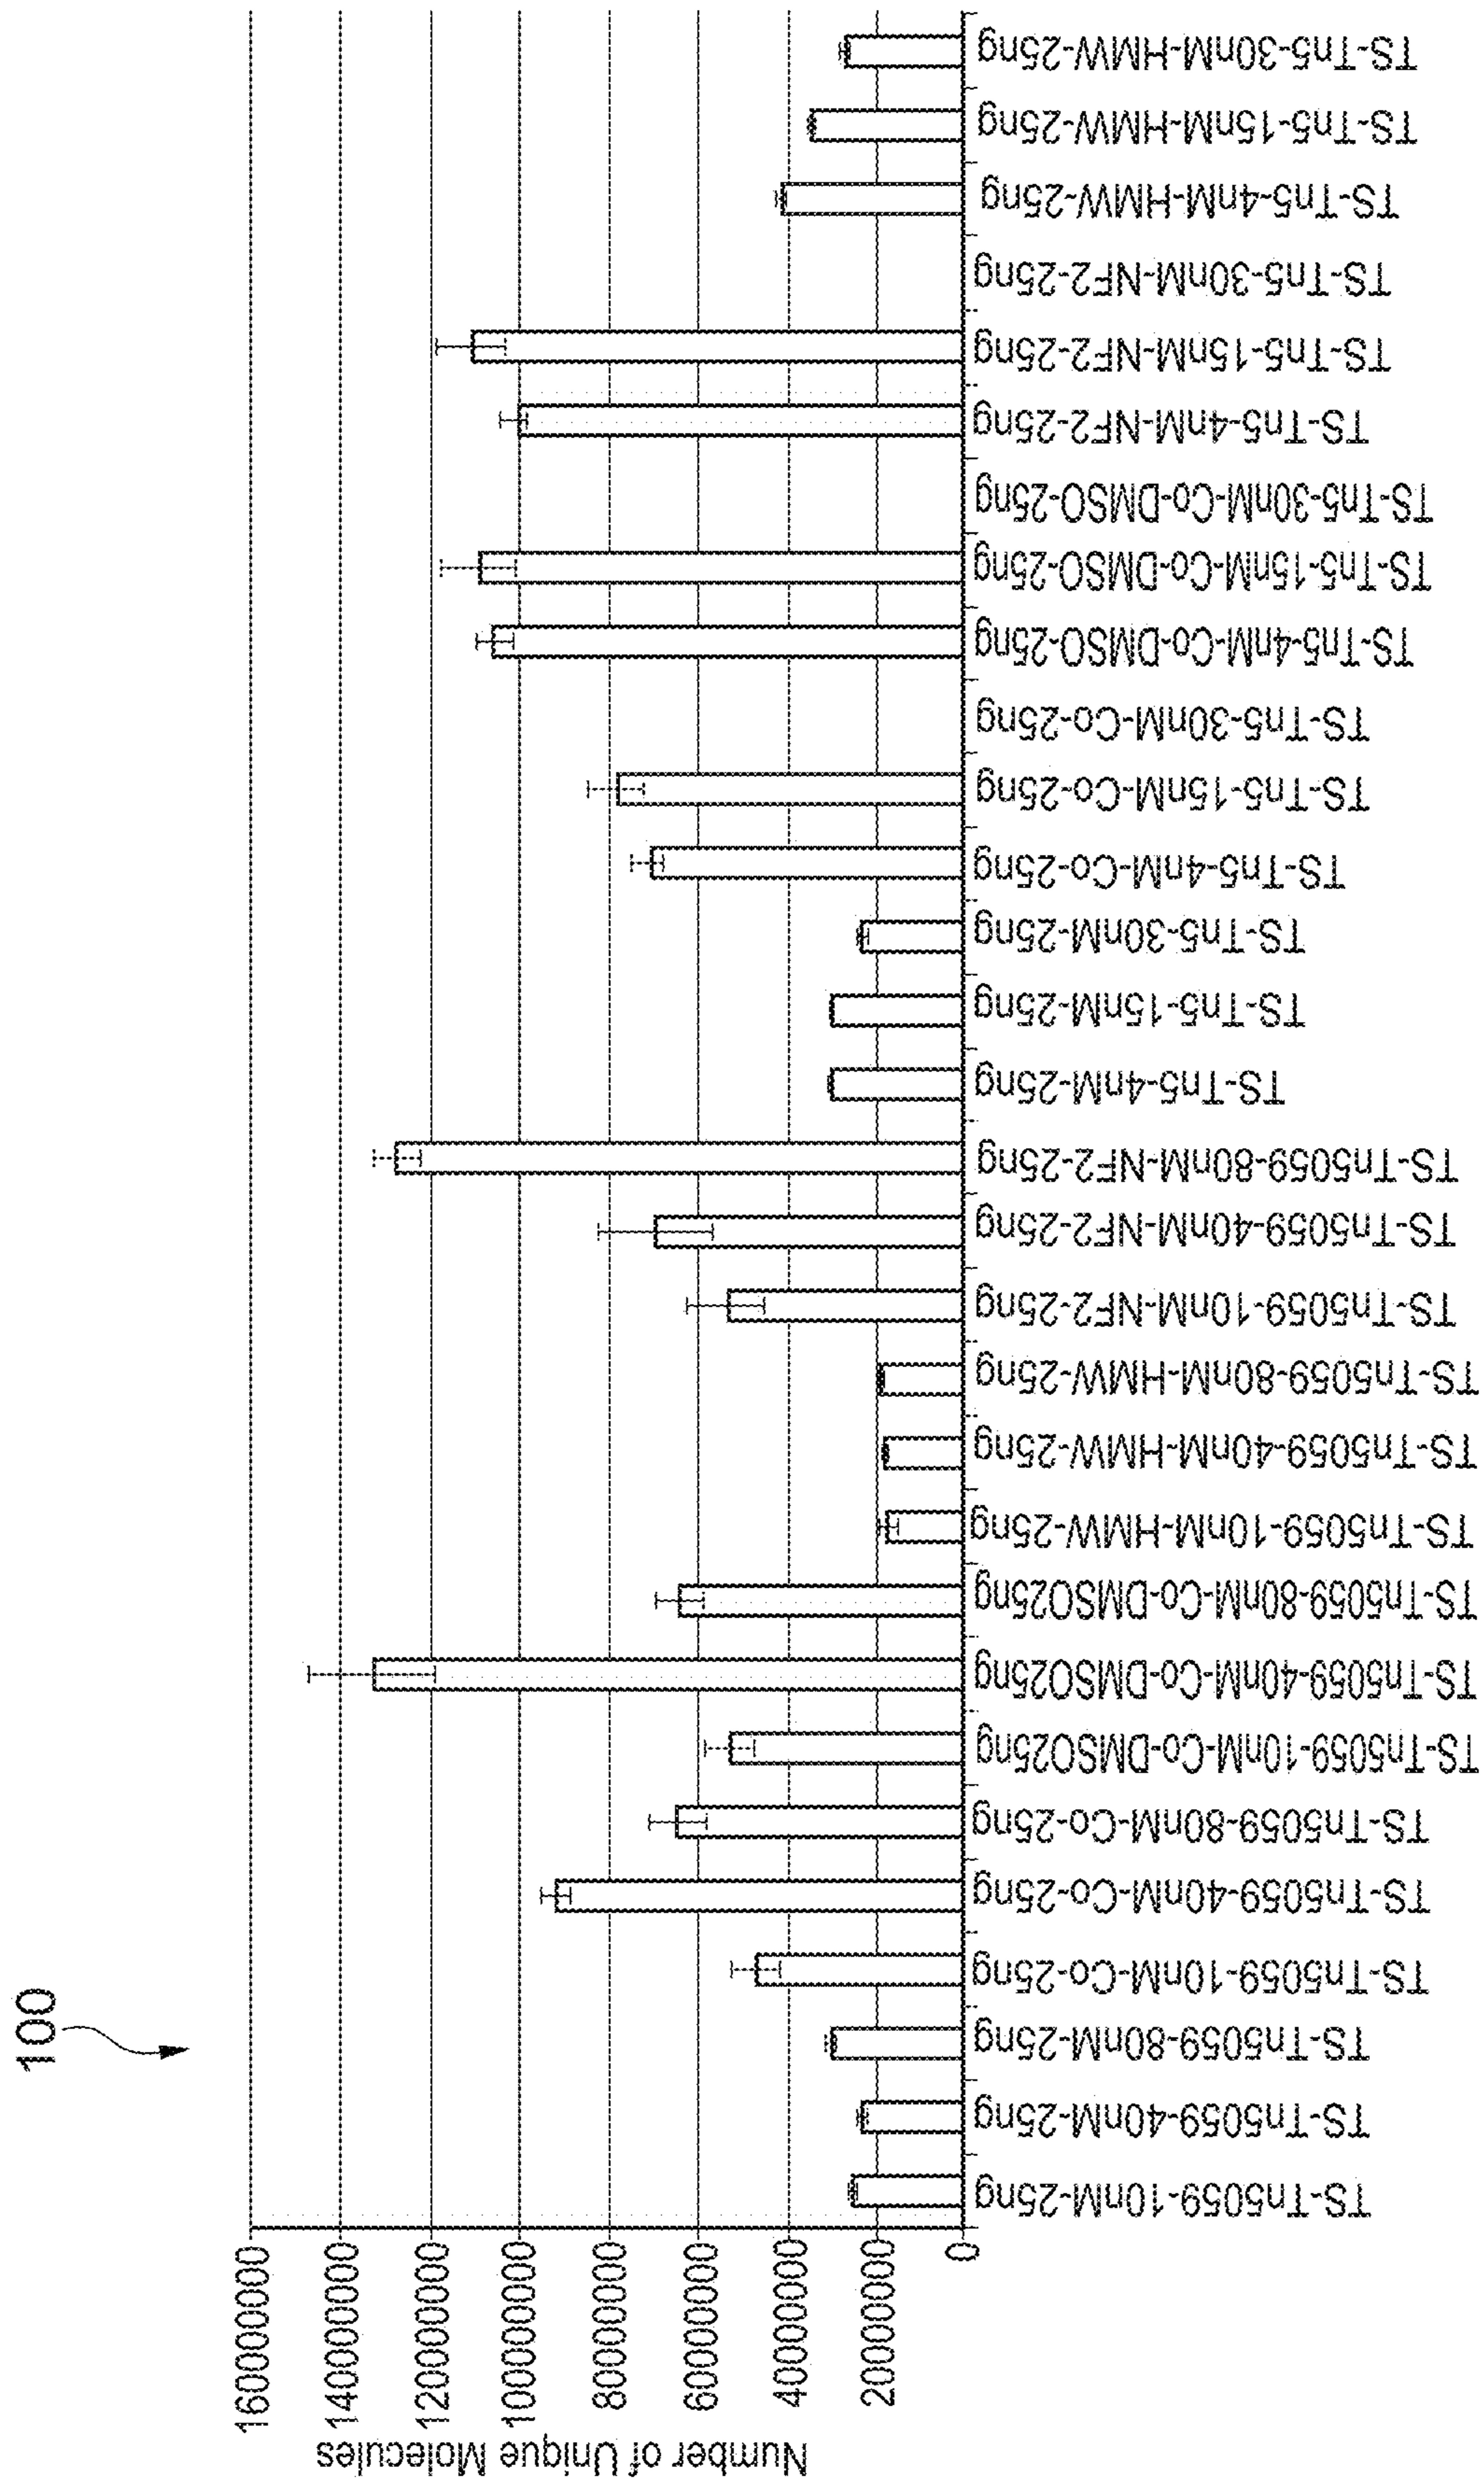 100
Number of Unique Molecules
16000000
14000000
12000000
10000000
8000000
6000000
4000000
2000000
0
TS-Tn5059-10nM-25ng
TS-Tn5059-40nM-25ng
TS-Tn5059-80nM-25ng
TS-Tn5059-10nM-Co-25ng
TS-Tn5059-40nM-Co-25ng
TS-Tn5059-80nM-Co-25ng
TS-Tn5059-10nM-Co-DMSO25ng
TS-Tn5059-40nM-Co-DMSO25ng
TS-Tn5059-80nM-Co-DMSO25ng
TS-Tn5059-10nM-HMW-25ng
TS-Tn5059-40nM-HMW-25ng
TS-Tn5059-80nM-HMW-25ng
TS-Tn5059-10nM-NF2-25ng
TS-Tn5059-40nM-NF2-25ng
TS-Tn5059-80nM-NF2-25ng
TS-Tn5-4nM-25ng
TS-Tn5-15nM-25ng
TS-Tn5-30nM-25ng
TS-Tn5-4nM-Co-25ng
TS-Tn5-15nM-Co-25ng
TS-Tn5-30nM-Co-25ng
TS-Tn5-4nM-Co-DMSO-25ng
TS-Tn5-15nM-Co-DMSO-25ng
TS-Tn5-30nM-Co-DMSO-25ng
TS-Tn5-4nM-NF2-25ng
TS-Tn5-15nM-NF2-25ng
TS-Tn5-30nM-NF2-25ng
TS-Tn5-4nM-HMW-25ng
TS-Tn5-15nM-HMW-25ng
TS-Tn5-30nM-HMW-25ng